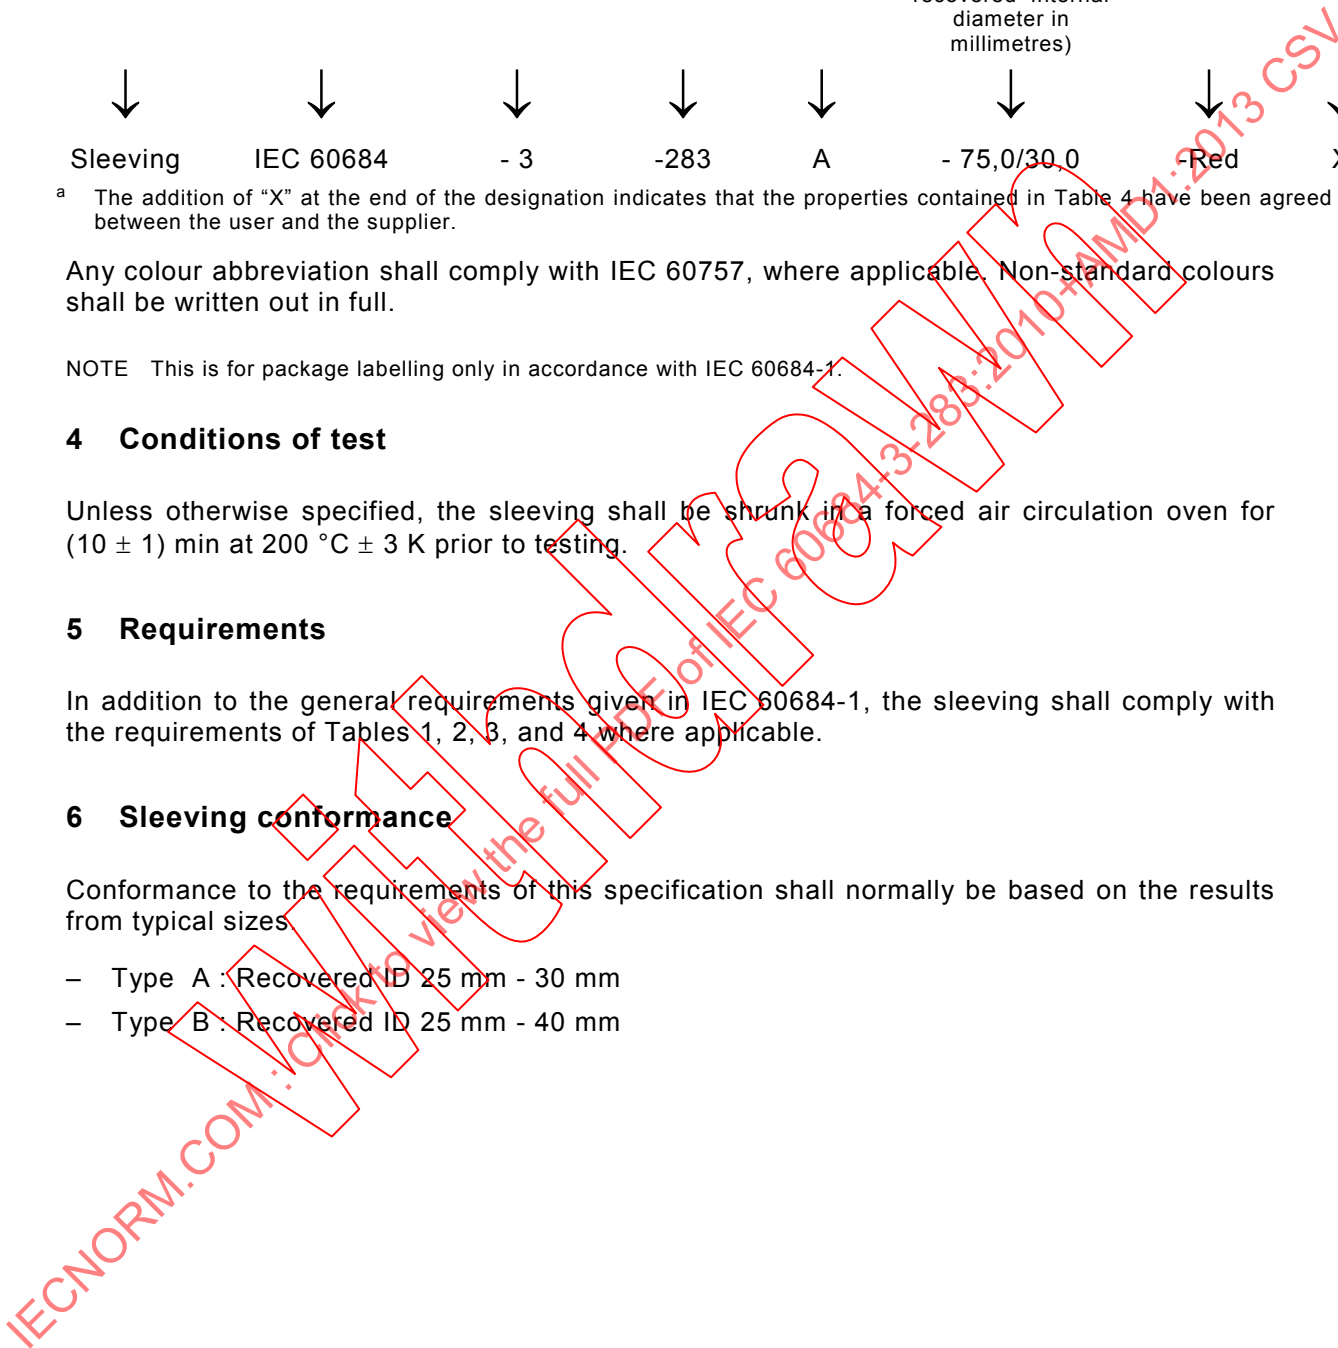 diameter in
millimetres)
↓ ↓ ↓ ↓ ↓ ↓ ↓
Sleeving IEC 60684 - 3 -283 A - 75,0/30,0 -Red X
a The addition of “X” at the end of the designation indicates that the properties contained in Table 4 have been agreed
between the user and the supplier.
Any colour abbreviation shall comply with IEC 60757, where applicable. Non-standard colours
shall be written out in full.
NOTE This is for package labelling only in accordance with IEC 60684-1.
4 Conditions of test
Unless otherwise specified, the sleeving shall be shrunk in a forced air circulation oven for
(10 ± 1) min at 200 °C ± 3 K prior to testing.
5 Requirements
In addition to the general requirements given in IEC 60684-1, the sleeving shall comply with
the requirements of Tables 1, 2, 3, and 4 where applicable.
6 Sleeving conformance
Conformance to the requirements of this specification shall normally be based on the results
from typical sizes.
– Type A : Recovered ID 25 mm - 30 mm
– Type B : Recovered ID 25 mm - 40 mm
withdrawn
IECNORM.COM : Click to view the full PDF of IEC 60684-3-283:2010+AMD1:2013 CSV